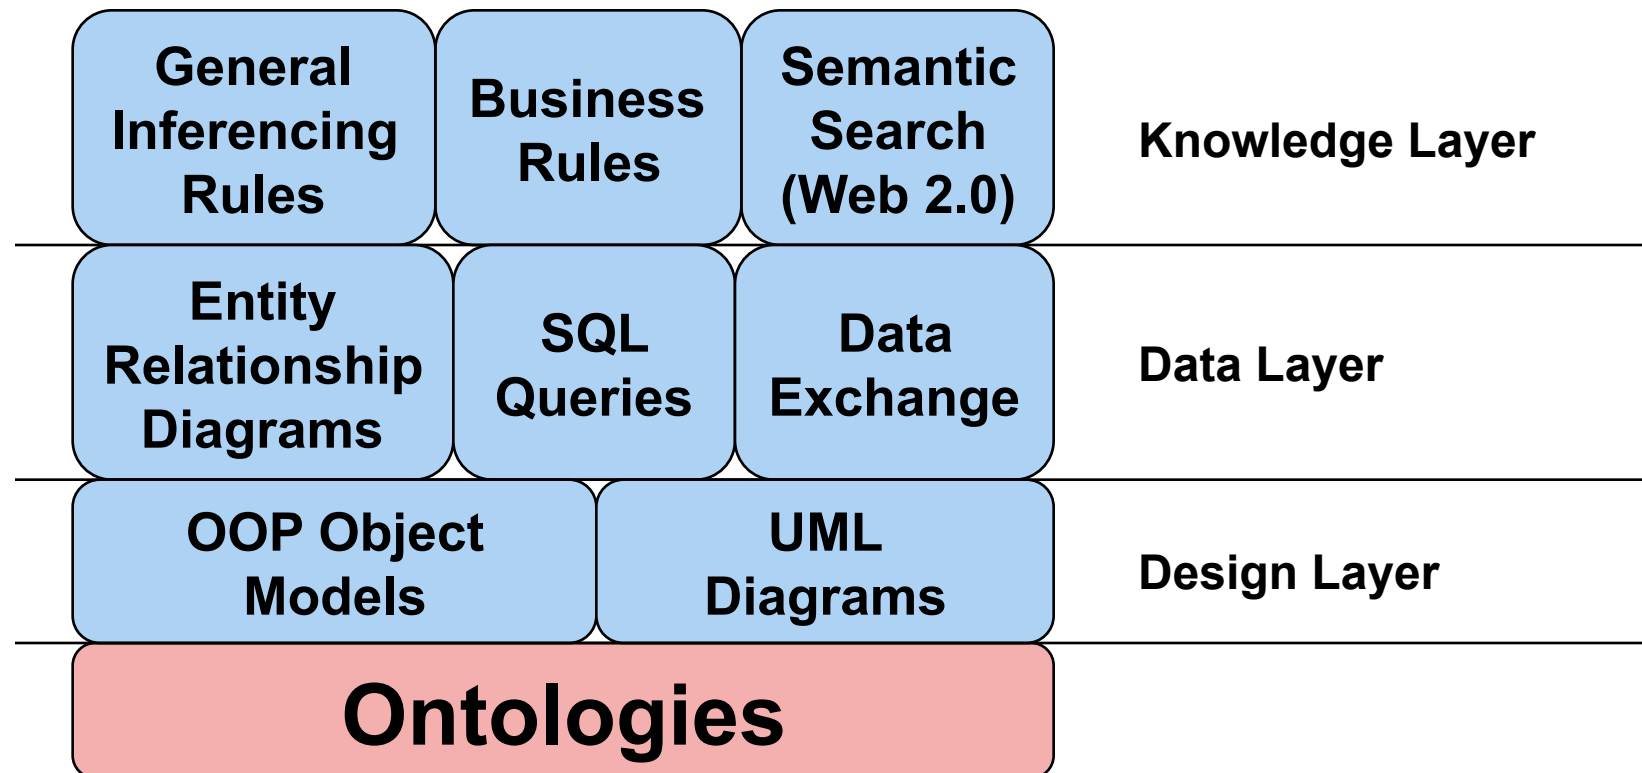 General
Inferencing
Rules
Business
Rules
Semantic
Search
(Web 2.0)
Knowledge Layer
Entity
Relationship
Diagrams
SQL
Queries
Data
Exchange
Data Layer
OOP Object
Models
UML
Diagrams
Design Layer
Ontologies